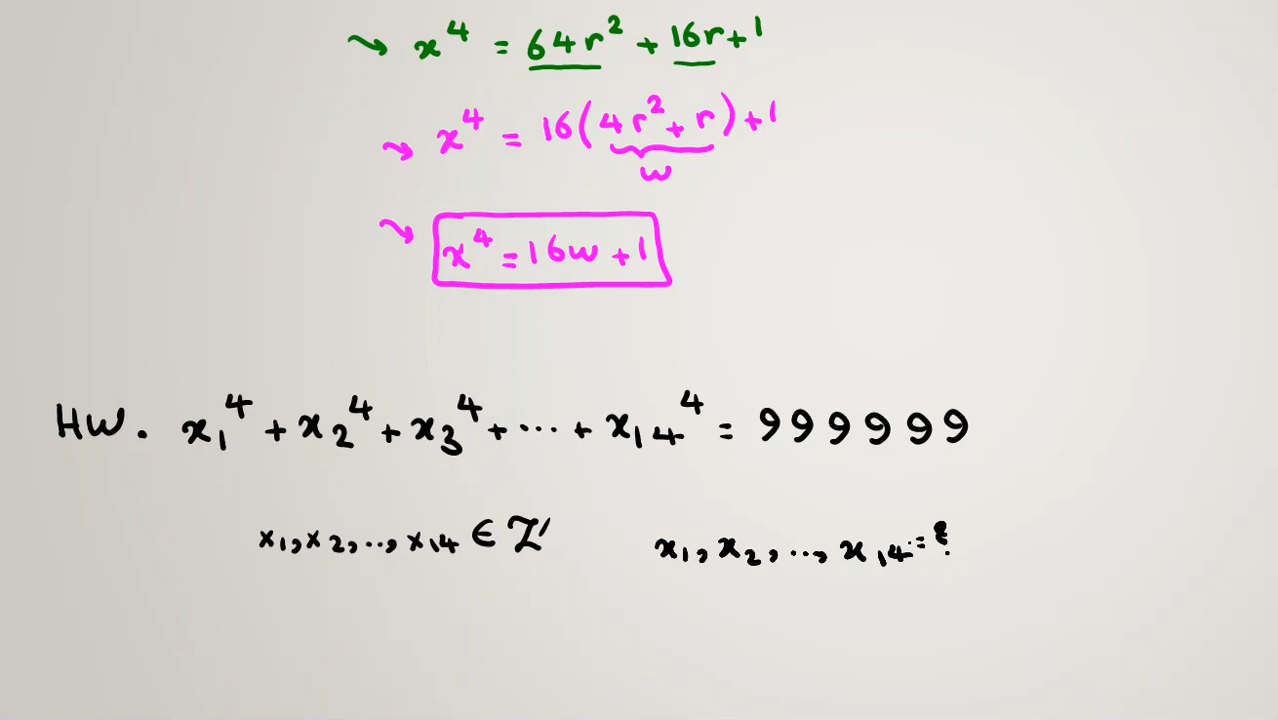 x⁴ = 64r² + 16r + 1
x⁴ = 16(4r² + r) + 1
w
x⁴ = 16w + 1
HW. x₁⁴ + x₂⁴ + x₃⁴ + ... + x₁₄⁴ = 999999
x₁, x₂, .., x₁₄ ∈ Z x₁, x₂, .., x₁₄ = ?